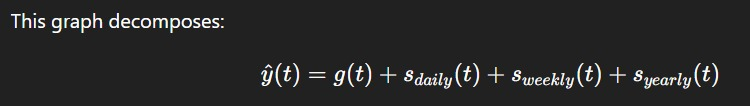 This graph decomposes:
ŷ(t) = g(t) + s_daily(t) + s_weekly(t) + s_yearly(t)